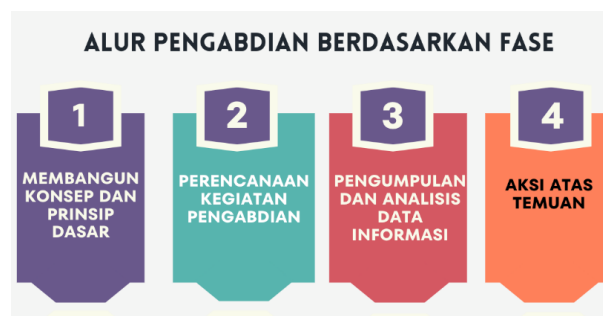 ALUR PENGABDIAN BERDASARKAN FASE
1
MEMBANGUN
KONSEP DAN
PRINSIP
DASAR
2
PERENCANAAN
KEGIATAN
PENGABDIAN
3
PENGUMPULAN
DAN ANALISIS
DATA
INFORMASI
4
AKSI ATAS
TEMUAN